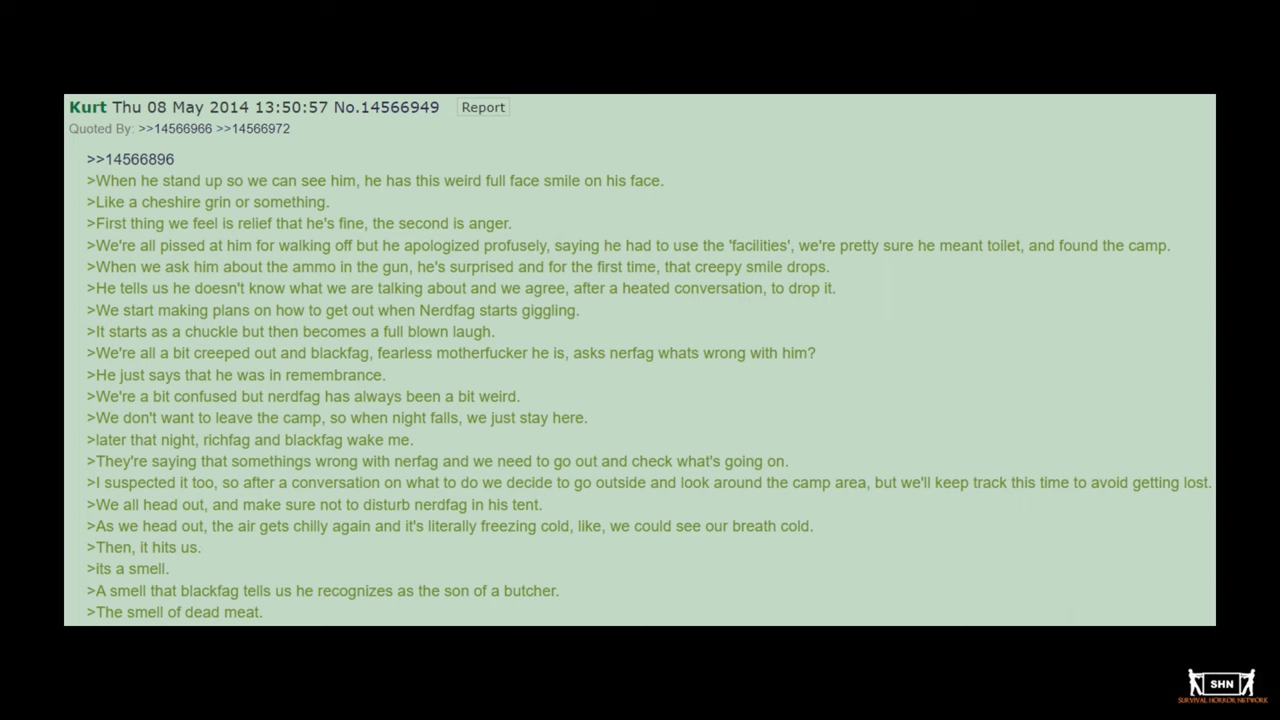 Kurt Thu 08 May 2014 13:50:57 No.14566949 Report
Quoted By: >>14566966 >>14566972
>>14566896
>When he stand up so we can see him, he has this weird full face smile on his face.
>Like a cheshire grin or something.
>First thing we feel is relief that he's fine, the second is anger.
>We're all pissed at him for walking off but he apologized profusely, saying he had to use the 'facilities', we're pretty sure he meant toilet, and found the camp.
>When we ask him about the ammo in the gun, he's surprised and for the first time, that creepy smile drops.
>He tells us he doesn't know what we are talking about and we agree, after a heated conversation, to drop it.
>We start making plans on how to get out when Nerdfag starts giggling.
>It starts as a chuckle but then becomes a full blown laugh.
>We're all a bit creeped out and blackfag, fearless motherfucker he is, asks nerfag whats wrong with him?
>He just says that he was in remembrance.
>We're a bit confused but nerdfag has always been a bit weird.
>We don't want to leave the camp, so when night falls, we just stay here.
>later that night, richfag and blackfag wake me.
>They're saying that somethings wrong with nerfag and we need to go out and check what's going on.
>I suspected it too, so after a conversation on what to do we decide to go outside and look around the camp area, but we'll keep track this time to avoid getting lost.
>We all head out, and make sure not to disturb nerdfag in his tent.
>As we head out, the air gets chilly again and it's literally freezing cold, like, we could see our breath cold.
>Then, it hits us.
>its a smell.
>A smell that blackfag tells us he recognizes as the son of a butcher.
>The smell of dead meat.
SHN
SURVIVAL HORROR NETWORK